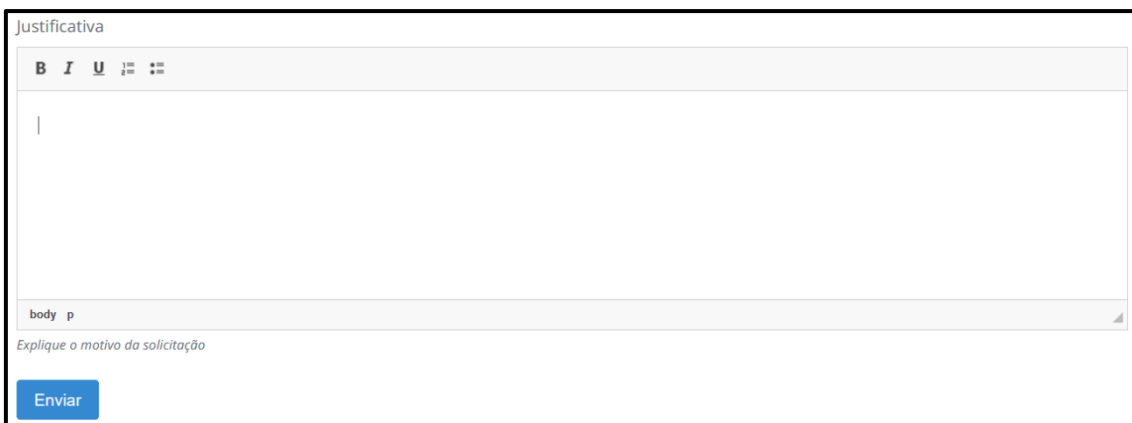 Justificativa
B I U
body p
Explique o motivo da solicitação
Enviar